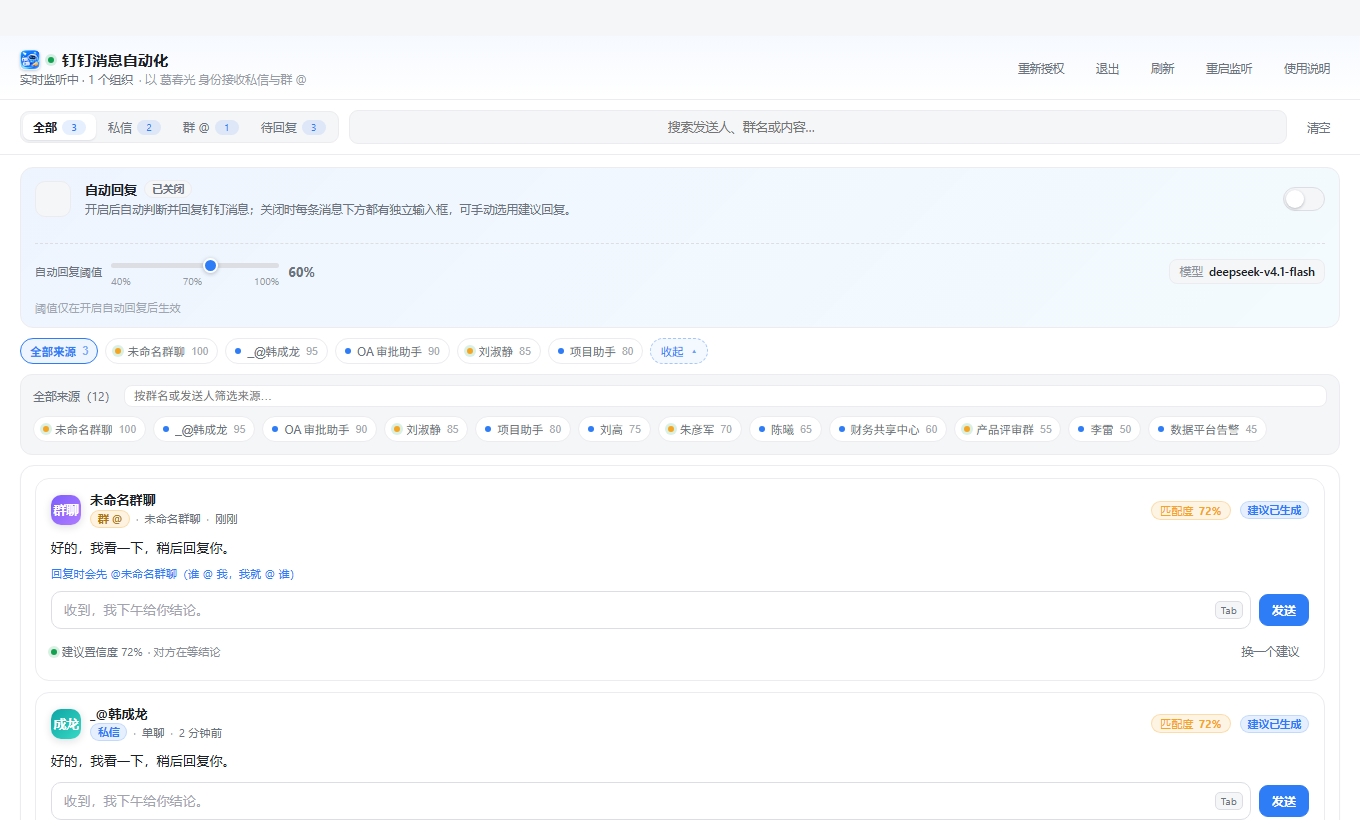 钉钉消息自动化
实时监听中 · 1 个组织 · 以 葛春光 身份接收私信与群 @
重新授权 退出 刷新 重启监听 使用说明
全部 3 私信 2 群 @ 1 待回复 3 搜索发送人、群名或内容... 清空
自动回复 已关闭
开启后自动判断并回复钉钉消息；关闭时每条消息下方都有独立输入框，可手动选用建议回复。
自动回复阈值 60% 模型 deepseek-v4.1-flash
40% 70% 100%
阈值仅在开启自动回复后生效
全部来源 3 未命名群聊 100 _@韩成龙 95 OA 审批助手 90 刘淑静 85 项目助手 80 收起
全部来源（12） 按群名或发送人筛选来源...
未命名群聊 100 _@韩成龙 95 OA 审批助手 90 刘淑静 85 项目助手 80 刘高 75 朱彦军 70 陈曦 65 财务共享中心 60 产品评审群 55 李雷 50 数据平台告警 45
群聊 未命名群聊
群 @ · 未命名群聊 · 刚刚 匹配度 72% 建议已生成
好的，我看一下，稍后回复你。
回复时会先 @未命名群聊（谁 @ 我，我就 @ 谁）
收到，我下午给你结论。 Tab 发送
建议置信度 72% · 对方在等结论 换一个建议
成龙 _@韩成龙
私信 · 单聊 · 2 分钟前 匹配度 72% 建议已生成
好的，我看一下，稍后回复你。
收到，我下午给你结论。 Tab 发送